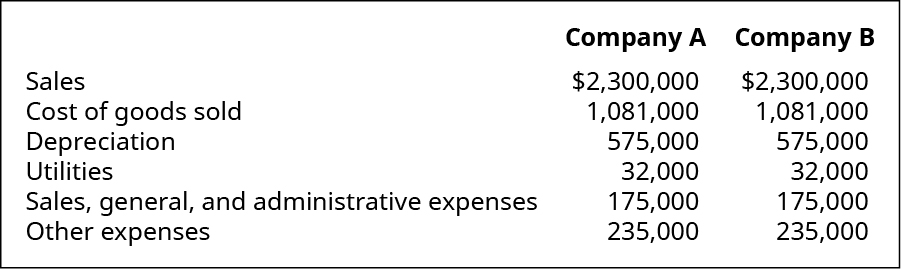 Company A Company B
Sales $2,300,000 $2,300,000
Cost of goods sold 1,081,000 1,081,000
Depreciation 575,000 575,000
Utilities 32,000 32,000
Sales, general, and administrative expenses 175,000 175,000
Other expenses 235,000 235,000